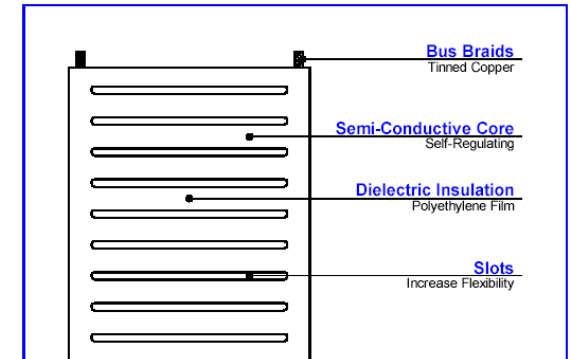 Bus Braids
Tinned Copper
Semi-Conductive Core
Self-Regulating
Dielectric Insulation
Polyethylene Film
Slots
Increase Flexibility